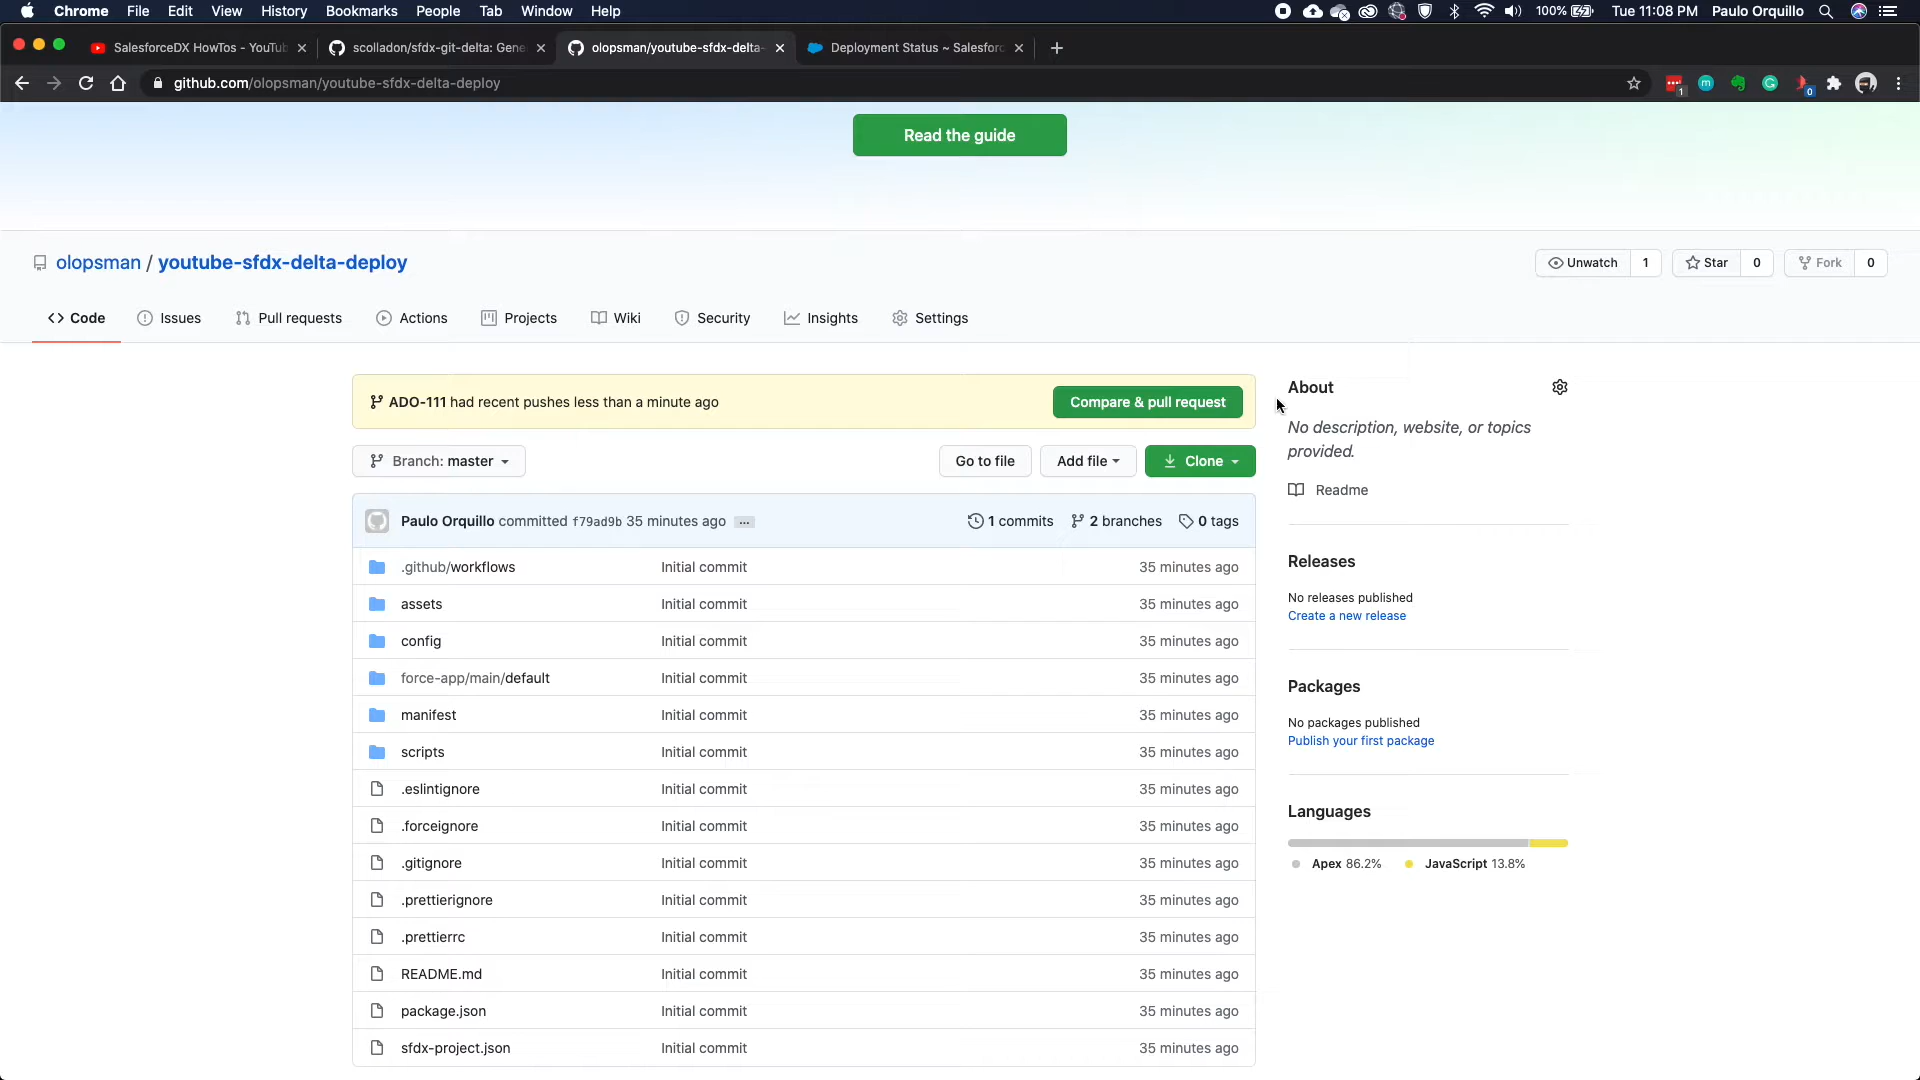 Chrome File Edit View History Bookmarks People Tab Window Help 100% Tue 11:08 PM Paulo Orquillo
SalesforceDX HowTos - YouTub scolladon/sfdx-git-delta: Gene olopsman/youtube-sfdx-delta- Deployment Status ~ Salesforc
github.com/olopsman/youtube-sfdx-delta-deploy
Read the guide
olopsman / youtube-sfdx-delta-deploy
Unwatch 1 Star 0 Fork 0
Code Issues Pull requests Actions Projects Wiki Security Insights Settings
ADO-111 had recent pushes less than a minute ago
Compare & pull request
Branch: master Go to file Add file Clone
Paulo Orquillo committed f79ad9b 35 minutes ago ... 1 commits 2 branches 0 tags
.github/workflows Initial commit 35 minutes ago
assets Initial commit 35 minutes ago
config Initial commit 35 minutes ago
force-app/main/default Initial commit 35 minutes ago
manifest Initial commit 35 minutes ago
scripts Initial commit 35 minutes ago
.eslintignore Initial commit 35 minutes ago
.forceignore Initial commit 35 minutes ago
.gitignore Initial commit 35 minutes ago
.prettierignore Initial commit 35 minutes ago
.prettierrc Initial commit 35 minutes ago
README.md Initial commit 35 minutes ago
package.json Initial commit 35 minutes ago
sfdx-project.json Initial commit 35 minutes ago
About
No description, website, or topics
provided.
Readme
Releases
No releases published
Create a new release
Packages
No packages published
Publish your first package
Languages
Apex 86.2% JavaScript 13.8%